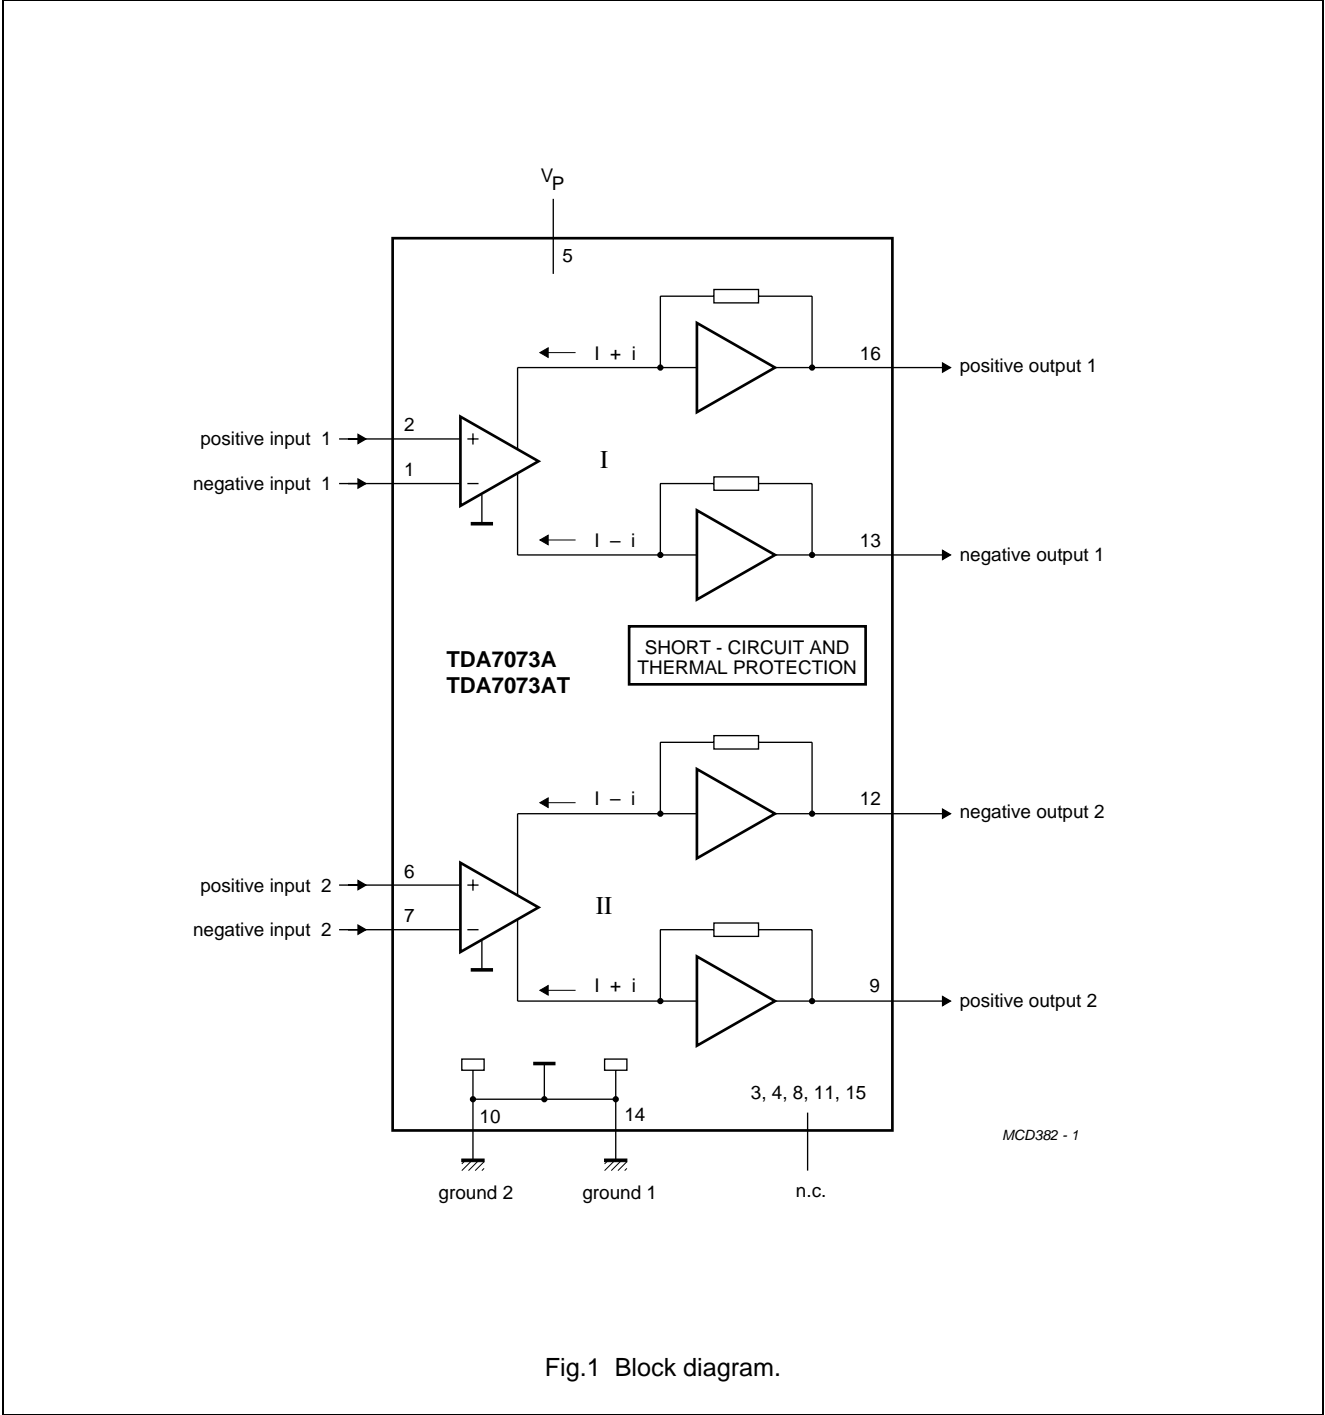 VP
5
I + i
16
positive output 1
positive input 1
2
+
I
negative input 1
1
–
I – i
13
negative output 1
TDA7073A
TDA7073AT
SHORT - CIRCUIT AND
THERMAL PROTECTION
I – i
12
negative output 2
positive input 2
6
+
II
negative input 2
7
–
I + i
9
positive output 2
3, 4, 8, 11, 15
10
14
MCD382 - 1
ground 2
ground 1
n.c.
Fig.1 Block diagram.